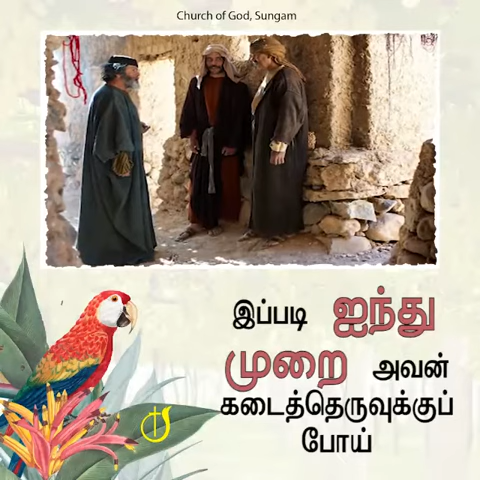 Church of God, Sungam
இப்படி ஐந்து
முறை அவன்
கடைத்தெருவுக்குப்
போய்